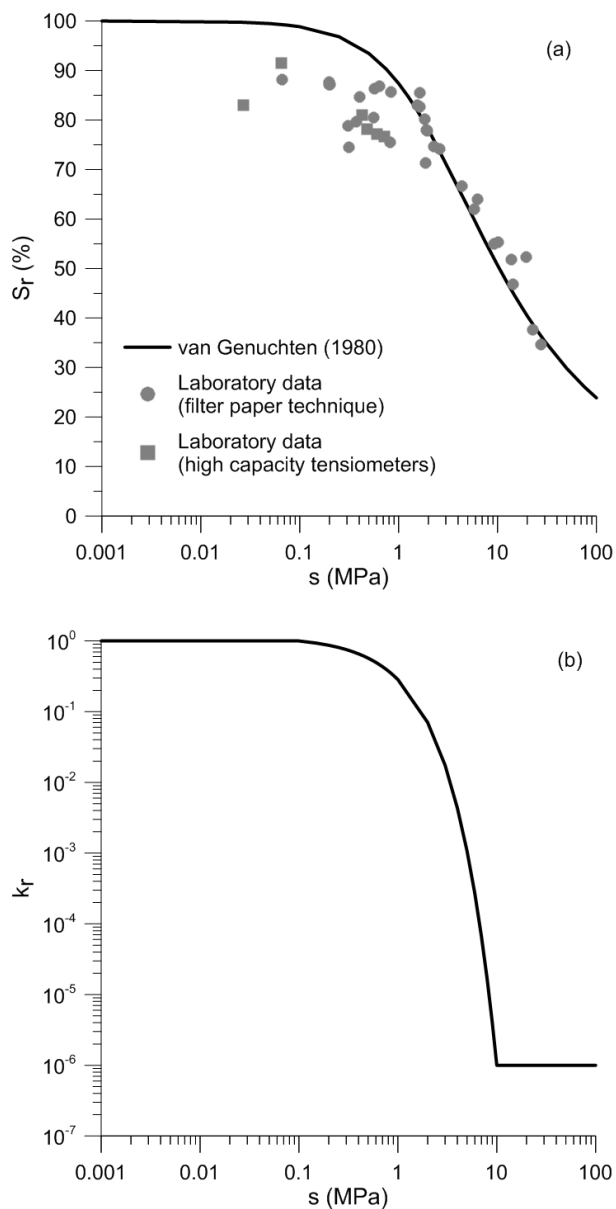 100
(a)
90
80
70
60
50
40
30
20
10
0
Sr (%)
van Genuchten (1980)
Laboratory data
(filter paper technique)
Laboratory data
(high capacity tensiometers)
0.001 0.01 0.1 1 10 100
s (MPa)
10⁰
(b)
10⁻¹
10⁻²
10⁻³
10⁻⁴
10⁻⁵
10⁻⁶
10⁻⁷
kr
0.001 0.01 0.1 1 10 100
s (MPa)